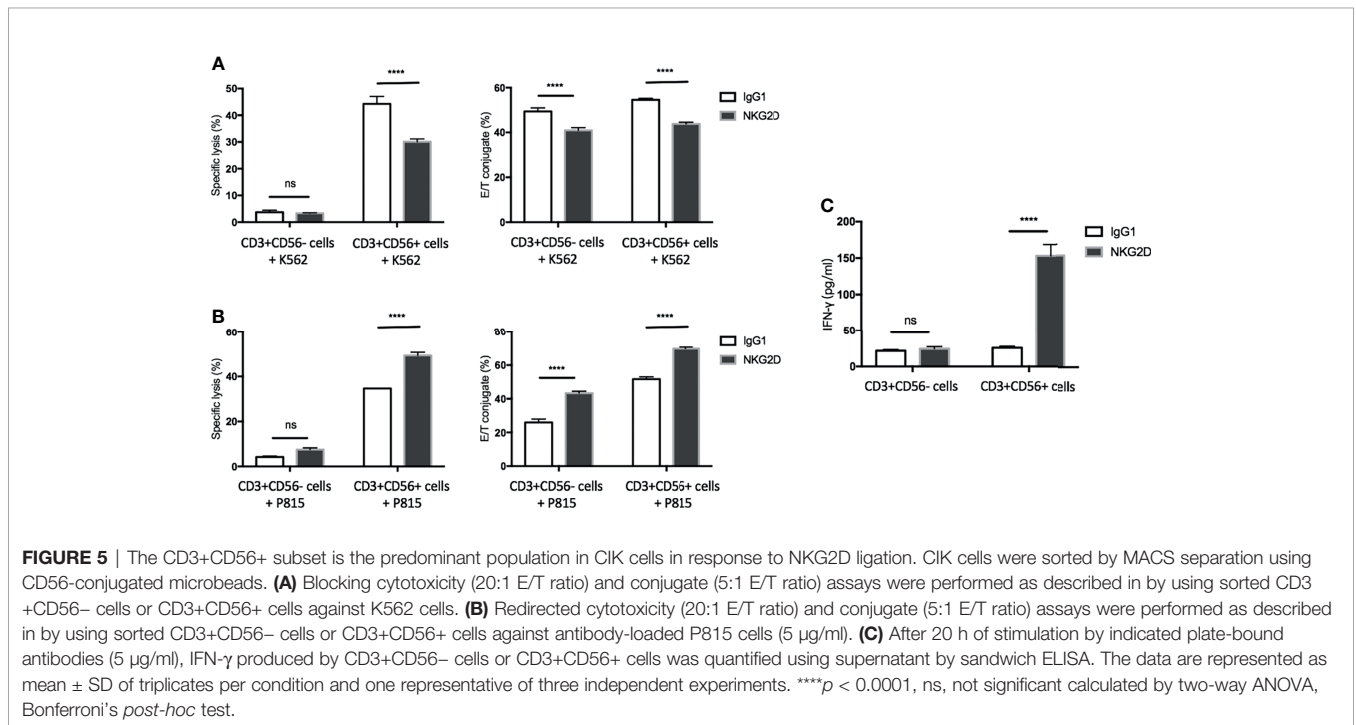 A
Specific lysis (%)
50
40
30
20
10
0
ns
****
CD3+CD56- cells
+ K562
CD3+CD56+ cells
+ K562
E/T conjugate (%)
60
40
20
0
****
****
CD3+CD56- cells
+ K562
CD3+CD56+ cells
+ K562
IgG1
NKG2D
B
Specific lysis (%)
60
40
20
0
ns
****
CD3+CD56- cells
+ P815
CD3+CD56+ cells
+ P815
E/T conjugate (%)
80
60
40
20
0
****
****
CD3+CD56- cells
+ P815
CD3+CD56+ cells
+ P815
IgG1
NKG2D
C
IFN-γ (pg/ml)
200
150
100
50
0
ns
****
CD3+CD56- cells
CD3+CD56+ cells
IgG1
NKG2D
FIGURE 5 | The CD3+CD56+ subset is the predominant population in CIK cells in response to NKG2D ligation. CIK cells were sorted by MACS separation using
CD56-conjugated microbeads. (A) Blocking cytotoxicity (20:1 E/T ratio) and conjugate (5:1 E/T ratio) assays were performed as described in by using sorted CD3
+CD56− cells or CD3+CD56+ cells against K562 cells. (B) Redirected cytotoxicity (20:1 E/T ratio) and conjugate (5:1 E/T ratio) assays were performed as described
in by using sorted CD3+CD56− cells or CD3+CD56+ cells against antibody-loaded P815 cells (5 µg/ml). (C) After 20 h of stimulation by indicated plate-bound
antibodies (5 µg/ml), IFN-γ produced by CD3+CD56− cells or CD3+CD56+ cells was quantified using supernatant by sandwich ELISA. The data are represented as
mean ± SD of triplicates per condition and one representative of three independent experiments. ****p < 0.0001, ns, not significant calculated by two-way ANOVA,
Bonferroni's post-hoc test.